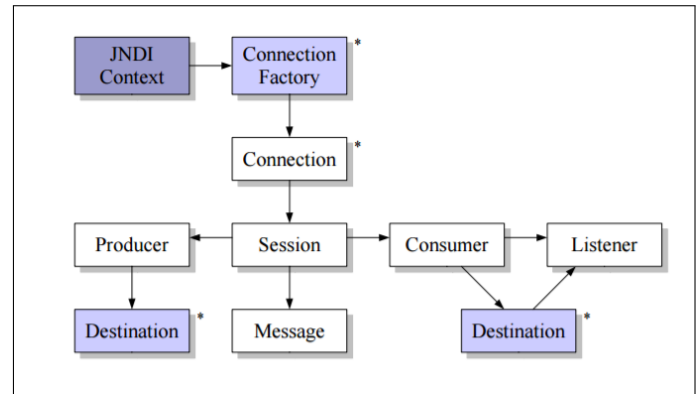 JNDI
Context
Connection
Factory
*
Connection
*
Producer
Session
Consumer
Listener
Destination
*
Message
Destination
*